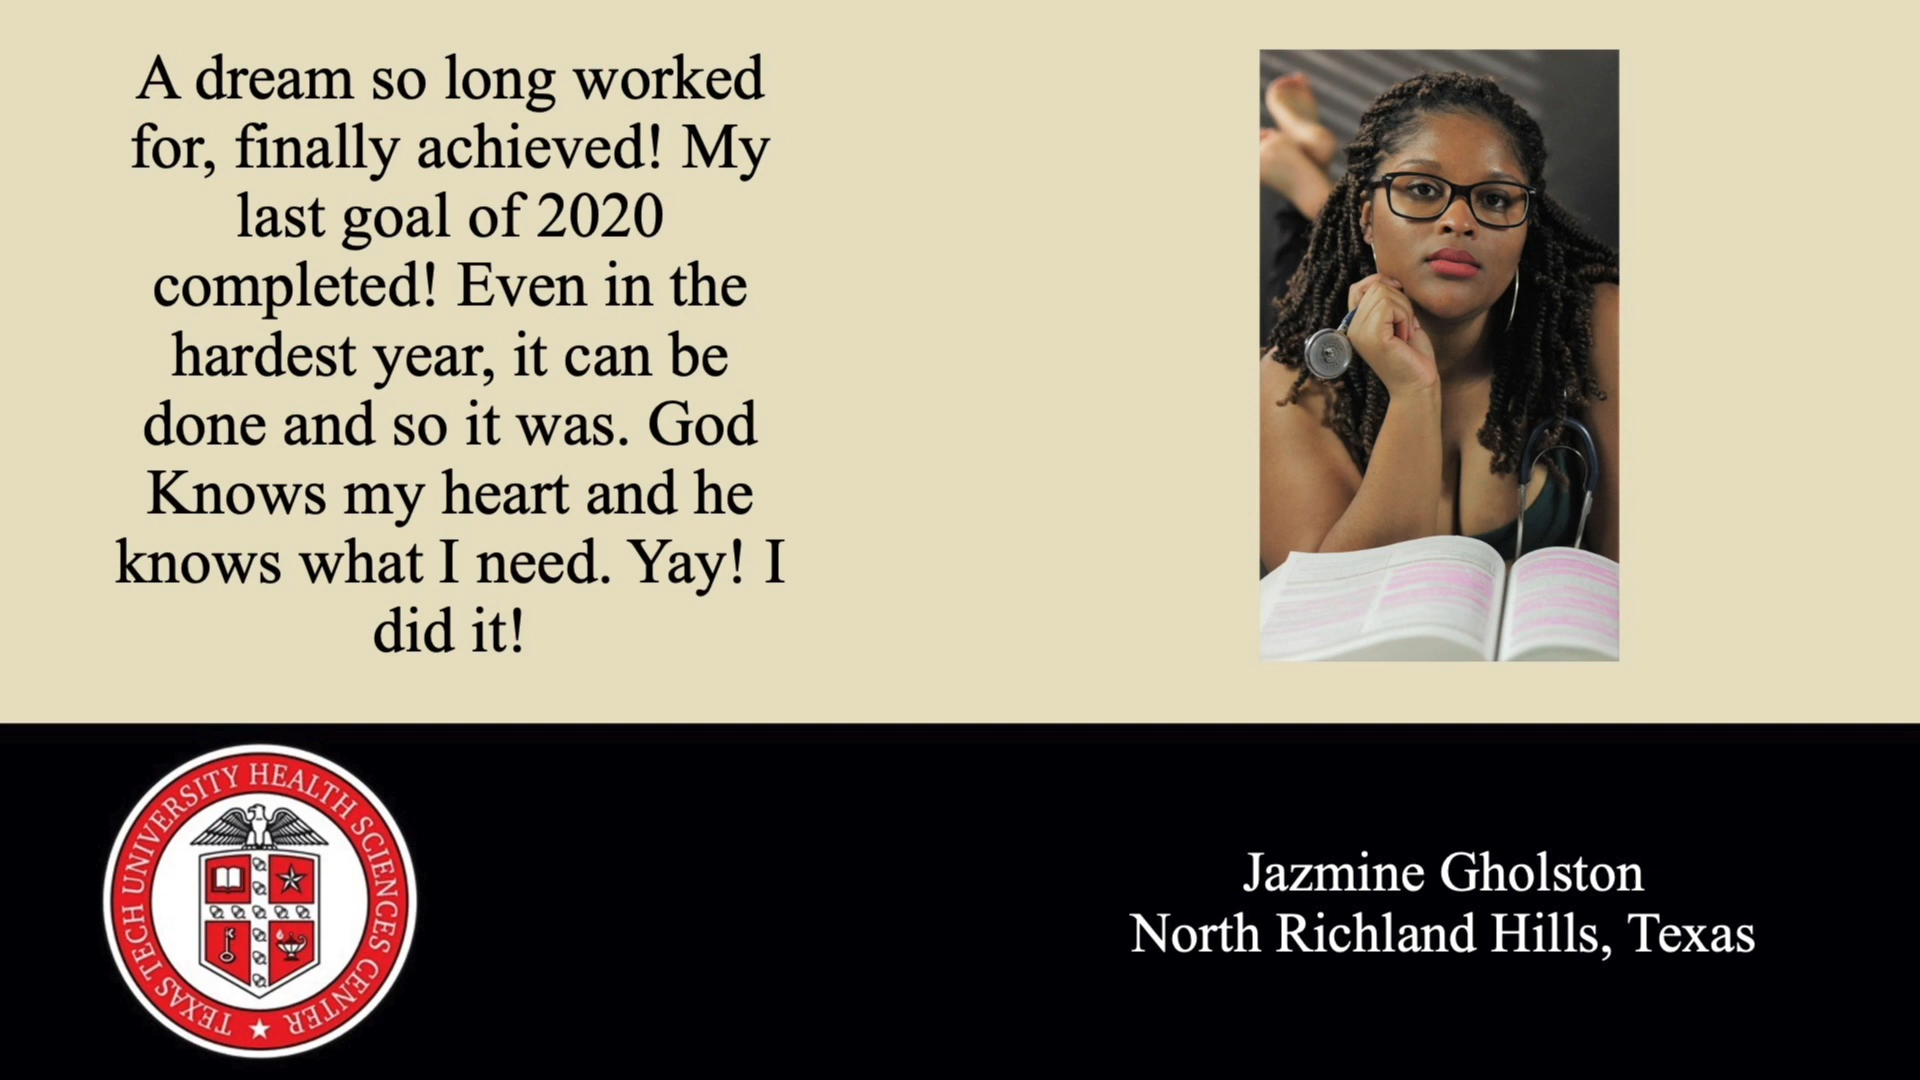 A dream so long worked
for, finally achieved! My
last goal of 2020
completed! Even in the
hardest year, it can be
done and so it was. God
Knows my heart and he
knows what I need. Yay! I
did it!
TEXAS TECH UNIVERSITY HEALTH SCIENCES CENTER
Jazmine Gholston
North Richland Hills, Texas